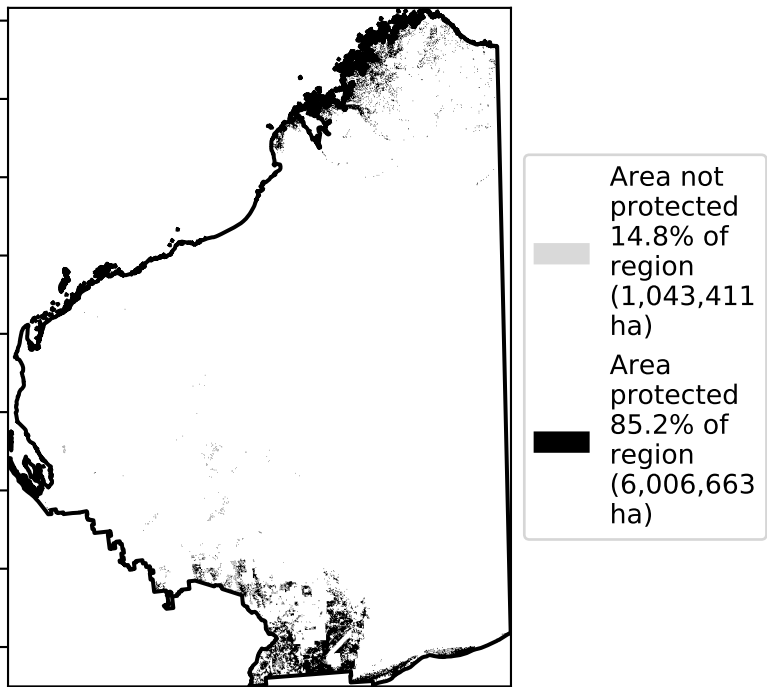 Area not
protected
14.8% of
region
(1,043,411
ha)
Area
protected
85.2% of
region
(6,006,663
ha)